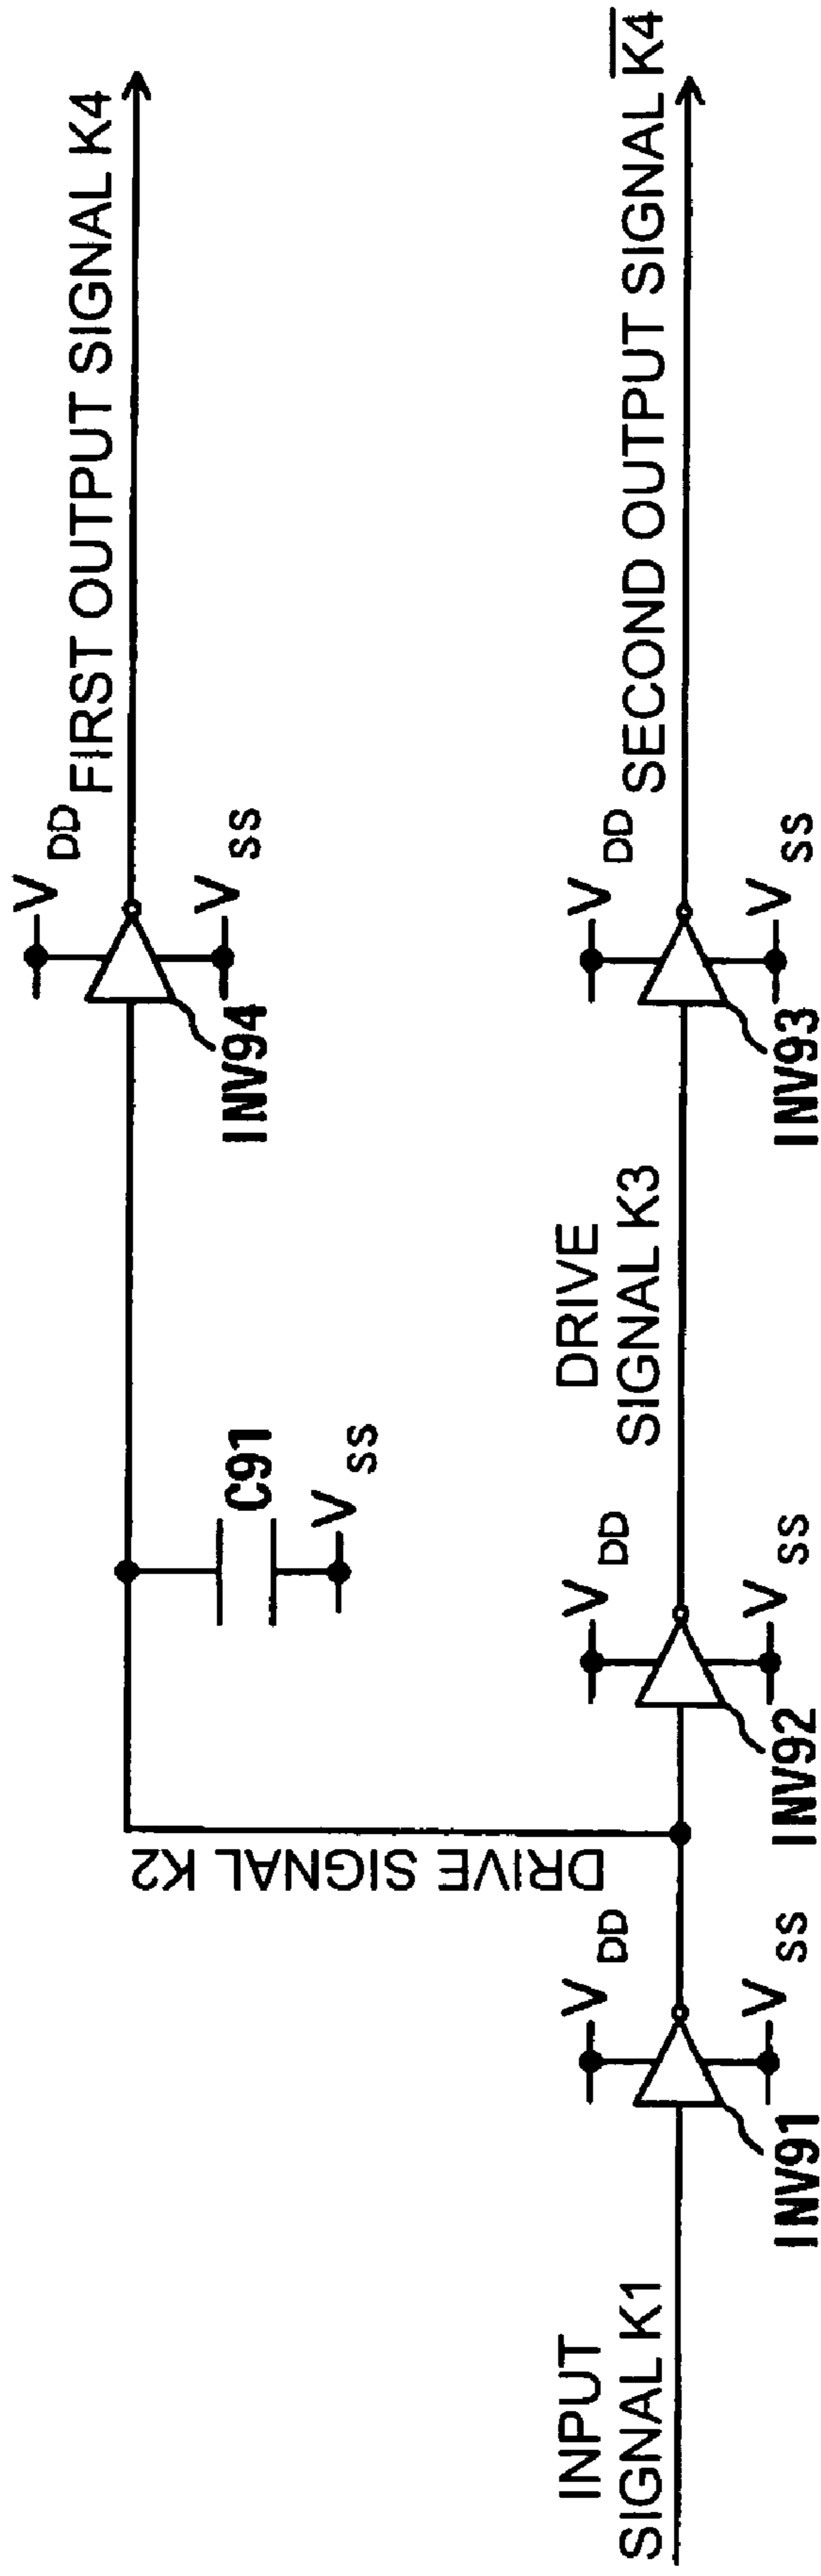 V DD
FIRST OUTPUT SIGNAL K4
V SS
INV94
C91
V SS
DRIVE SIGNAL K2
INPUT
SIGNAL K1
V DD
V SS
INV91
V DD
V SS
INV92
DRIVE
SIGNAL K3
V DD
V SS
INV93
SECOND OUTPUT SIGNAL K̅4̅